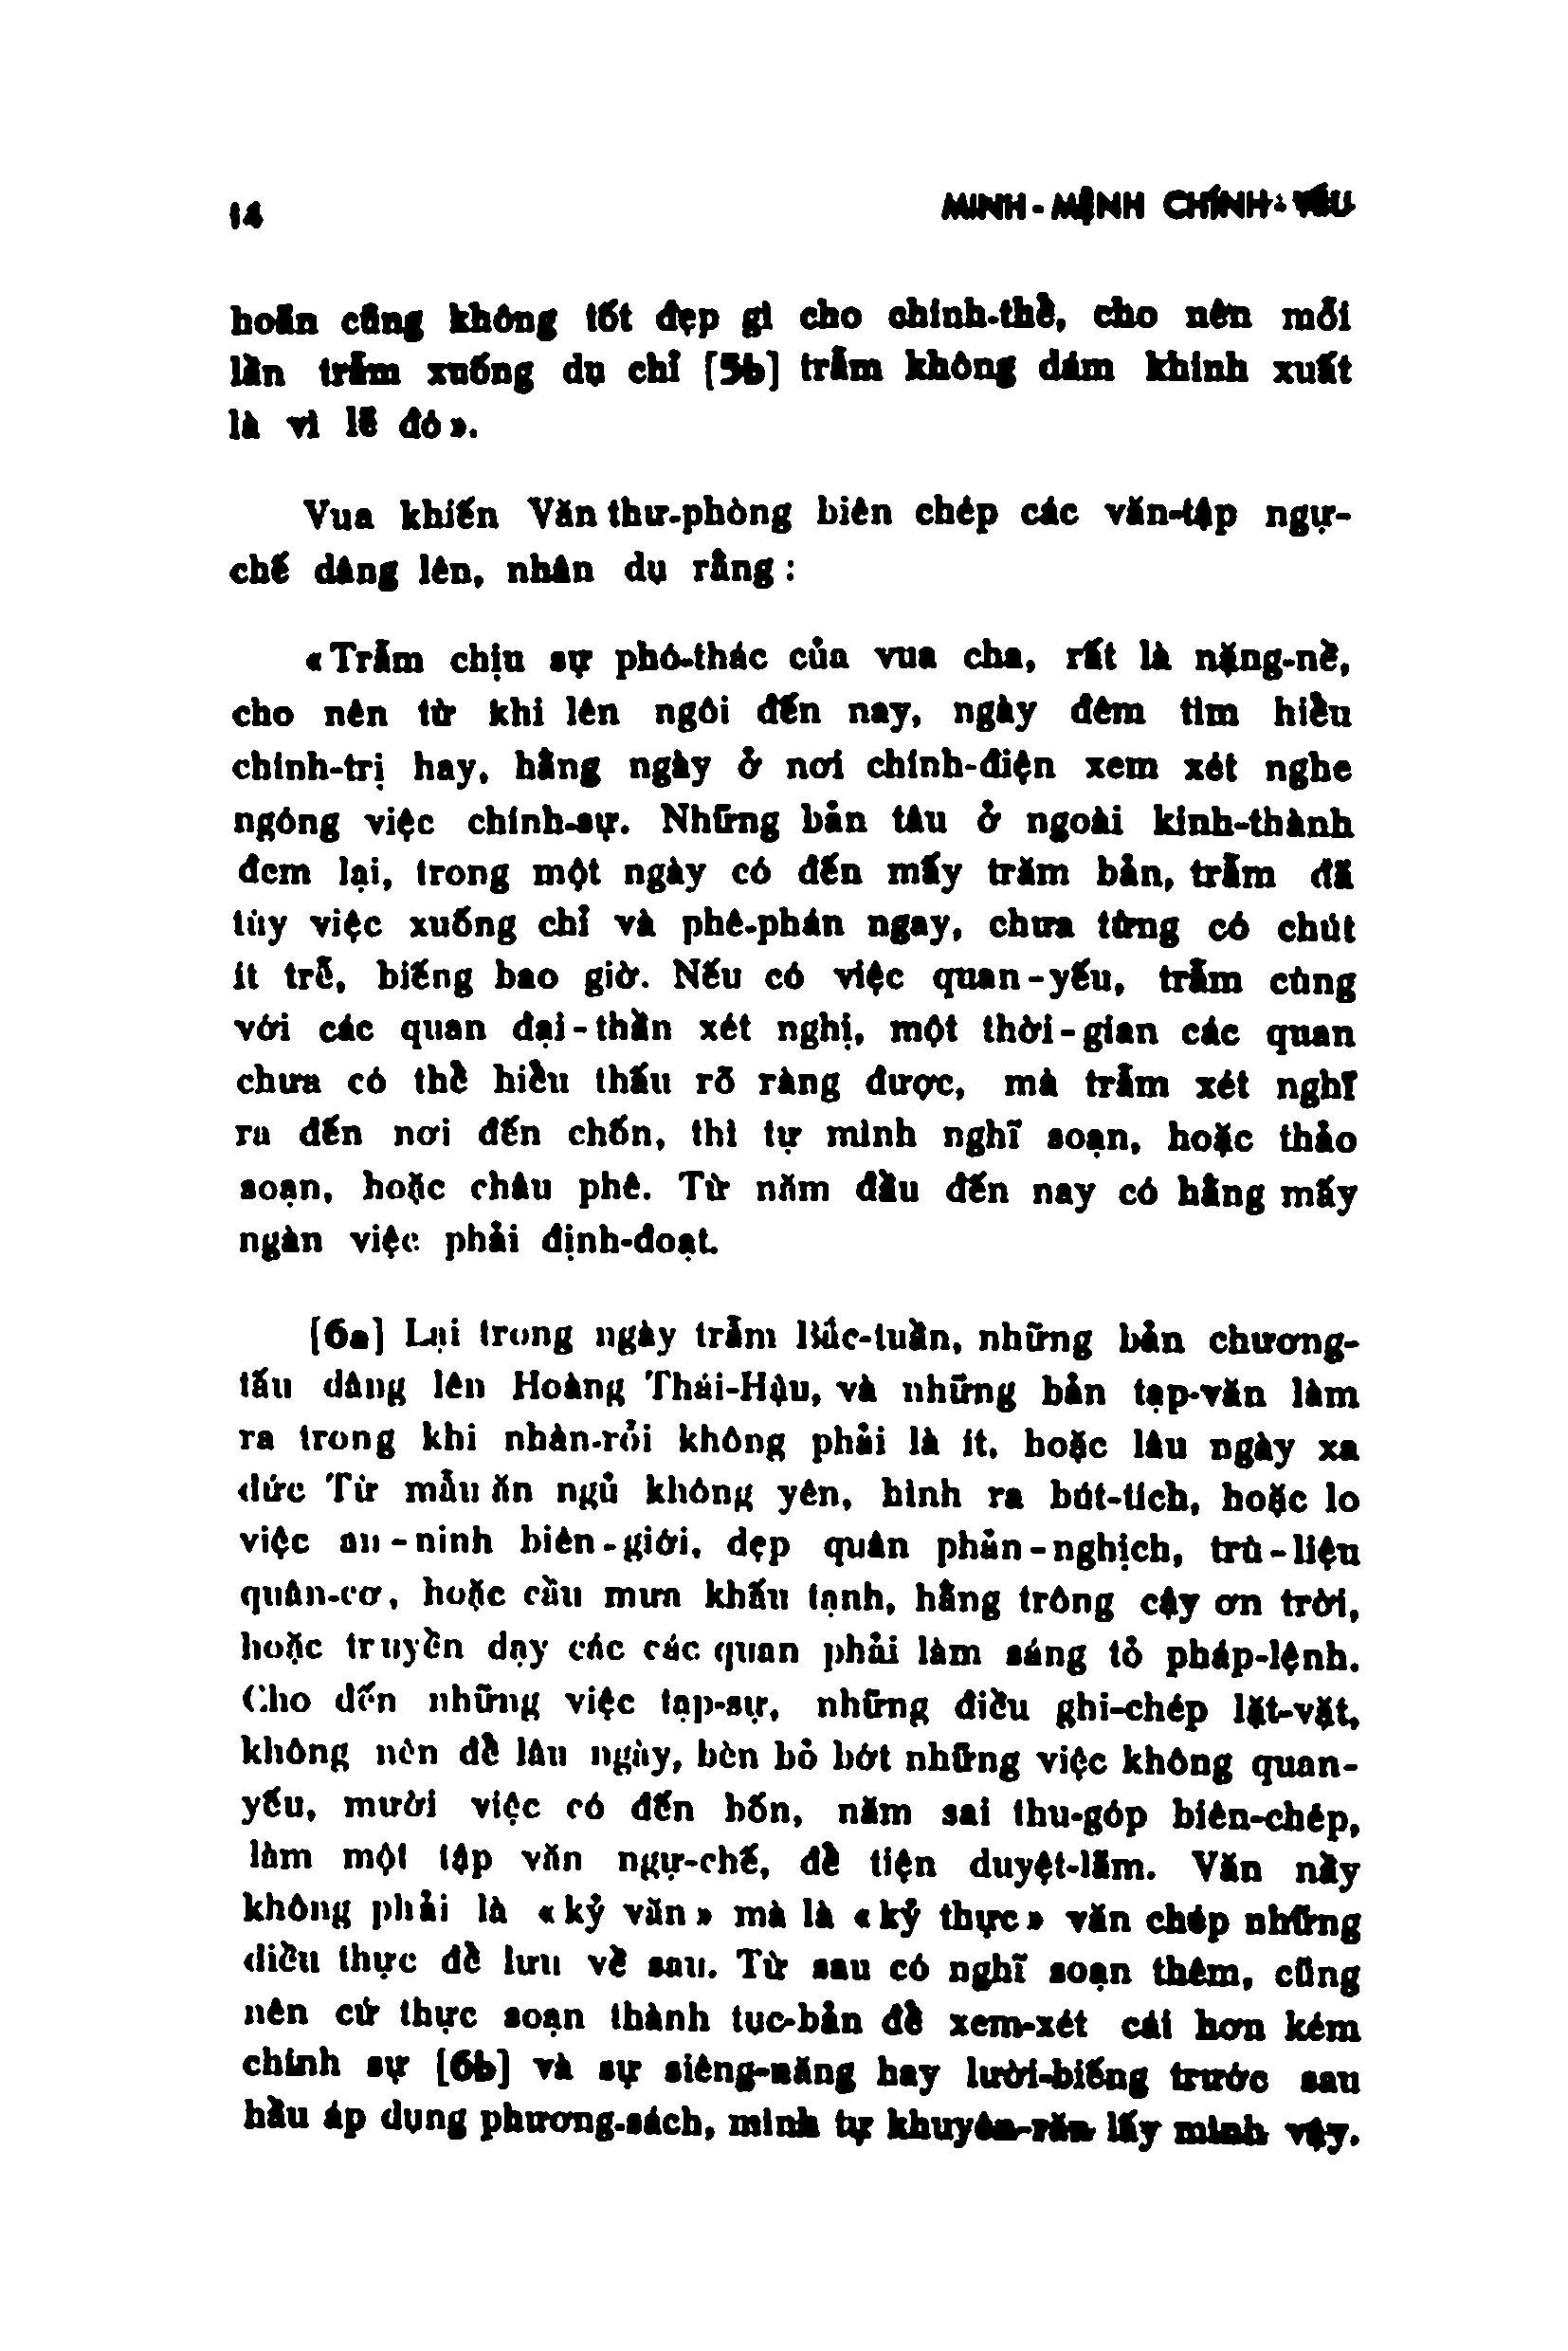 14
MINH-MỆNH CHÍNH-YẾU
hoãn cũng không tốt đẹp gì cho chính-thể, cho nên mỗi
lần trẫm xuống dụ chỉ [5b] trẫm không dám khinh xuất
là vì lẽ đó».
Vua khiến Văn thư-phòng biên chép các văn-tập ngự-
chế dâng lên, nhân dụ rằng :
«Trẫm chịu sự phó-thác của vua cha, rất là nặng-nề,
cho nên từ khi lên ngôi đến nay, ngày đêm tìm hiểu
chính-trị hay, hằng ngày ở nơi chính-điện xem xét nghe
ngóng việc chính-sự. Những bản tâu ở ngoài kinh-thành
đem lại, trong một ngày có đến mấy trăm bản, trẫm đã
tùy việc xuống chỉ và phê-phán ngay, chưa từng có chút
ít trễ, biếng bao giờ. Nếu có việc quan-yếu, trẫm cùng
với các quan đại-thần xét nghị, một thời-gian các quan
chưa có thể hiểu thấu rõ ràng được, mà trẫm xét nghĩ
ra đến nơi đến chốn, thì tự mình nghĩ soạn, hoặc thảo
soạn, hoặc châu phê. Từ năm đầu đến nay có hằng mấy
ngàn việc phải định-đoạt.
[6a] Lại trong ngày trẫm Bắc-tuần, những bản chương-
tấu dâng lên Hoàng Thái-Hậu, và những bản tạp-văn làm
ra trong khi nhàn-rỗi không phải là ít, hoặc lâu ngày xa
đức Từ mẫu ăn ngủ không yên, hình ra bút-tích, hoặc lo
việc an-ninh biên-giới, dẹp quân phản-nghịch, trù-liệu
quân-cơ, hoặc cầu mưa khấu tạnh, hằng trông cậy ơn trời,
hoặc truyền dạy các các quan phải làm sáng tỏ pháp-lệnh.
Cho đến những việc tạp-sự, những điều ghi-chép lặt-vặt,
không nên để lâu ngày, bèn bỏ bớt những việc không quan-
yếu, mười việc có đến bốn, năm sai thu-góp biên-chép,
làm một tập văn ngự-chế, để tiện duyệt-lãm. Văn này
không phải là «kỷ văn» mà là «kỷ thực» văn chép những
điều thực để lưu về sau. Từ sau có nghĩ soạn thêm, cũng
nên cứ thực soạn thành tục-bản để xem-xét cái hơn kém
chính sự [6b] và sự siêng-năng hay lười-biếng trước sau
hầu áp dụng phương-sách, mình tự khuyên-răn lấy mình vậy.